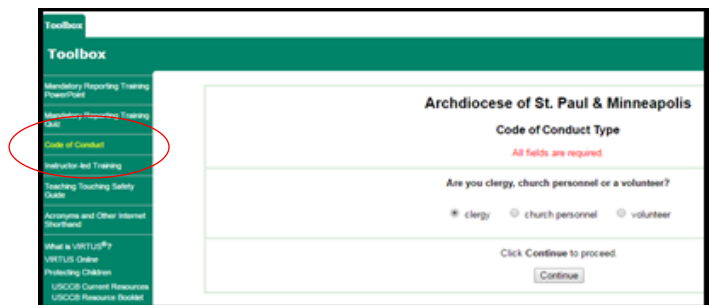 Toolbox
Toolbox
Mandatory Reporting Training
PowerPoint
Mandatory Reporting Training
Quiz
Code of Conduct
Instructor-led Training
Teaching Touching Safety
Guide
Acronyms and Other Internet
Shorthand
What is VIRTUS®?
VIRTUS Online
Protecting Children
USCCB Current Resources
USCCB Resource Booklet
Archdiocese of St. Paul & Minneapolis
Code of Conduct Type
All fields are required.
Are you clergy, church personnel or a volunteer?
clergy church personnel volunteer
Click Continue to proceed.
Continue